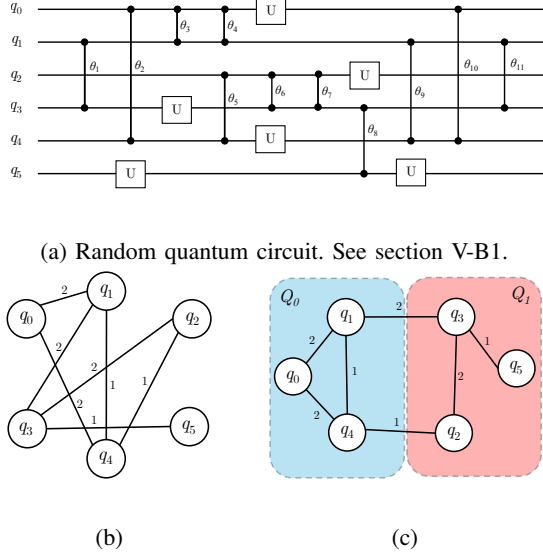 q₀ θ₃ θ₄ U
q₁ θ₁ θ₂ θ₉ θ₁₀ θ₁₁
q₂ θ₅ θ₆ θ₇ U
q₃ U θ₈
q₄ U
q₅ U U
(a) Random quantum circuit. See section V-B1.
q₀ q₁ q₂ q₃ q₄ q₅ 2 2 2 2 1 1 1
Q₀ Q₁ q₀ q₁ q₄ q₃ q₂ q₅ 2 2 1 2 1 2 1
(b) (c)